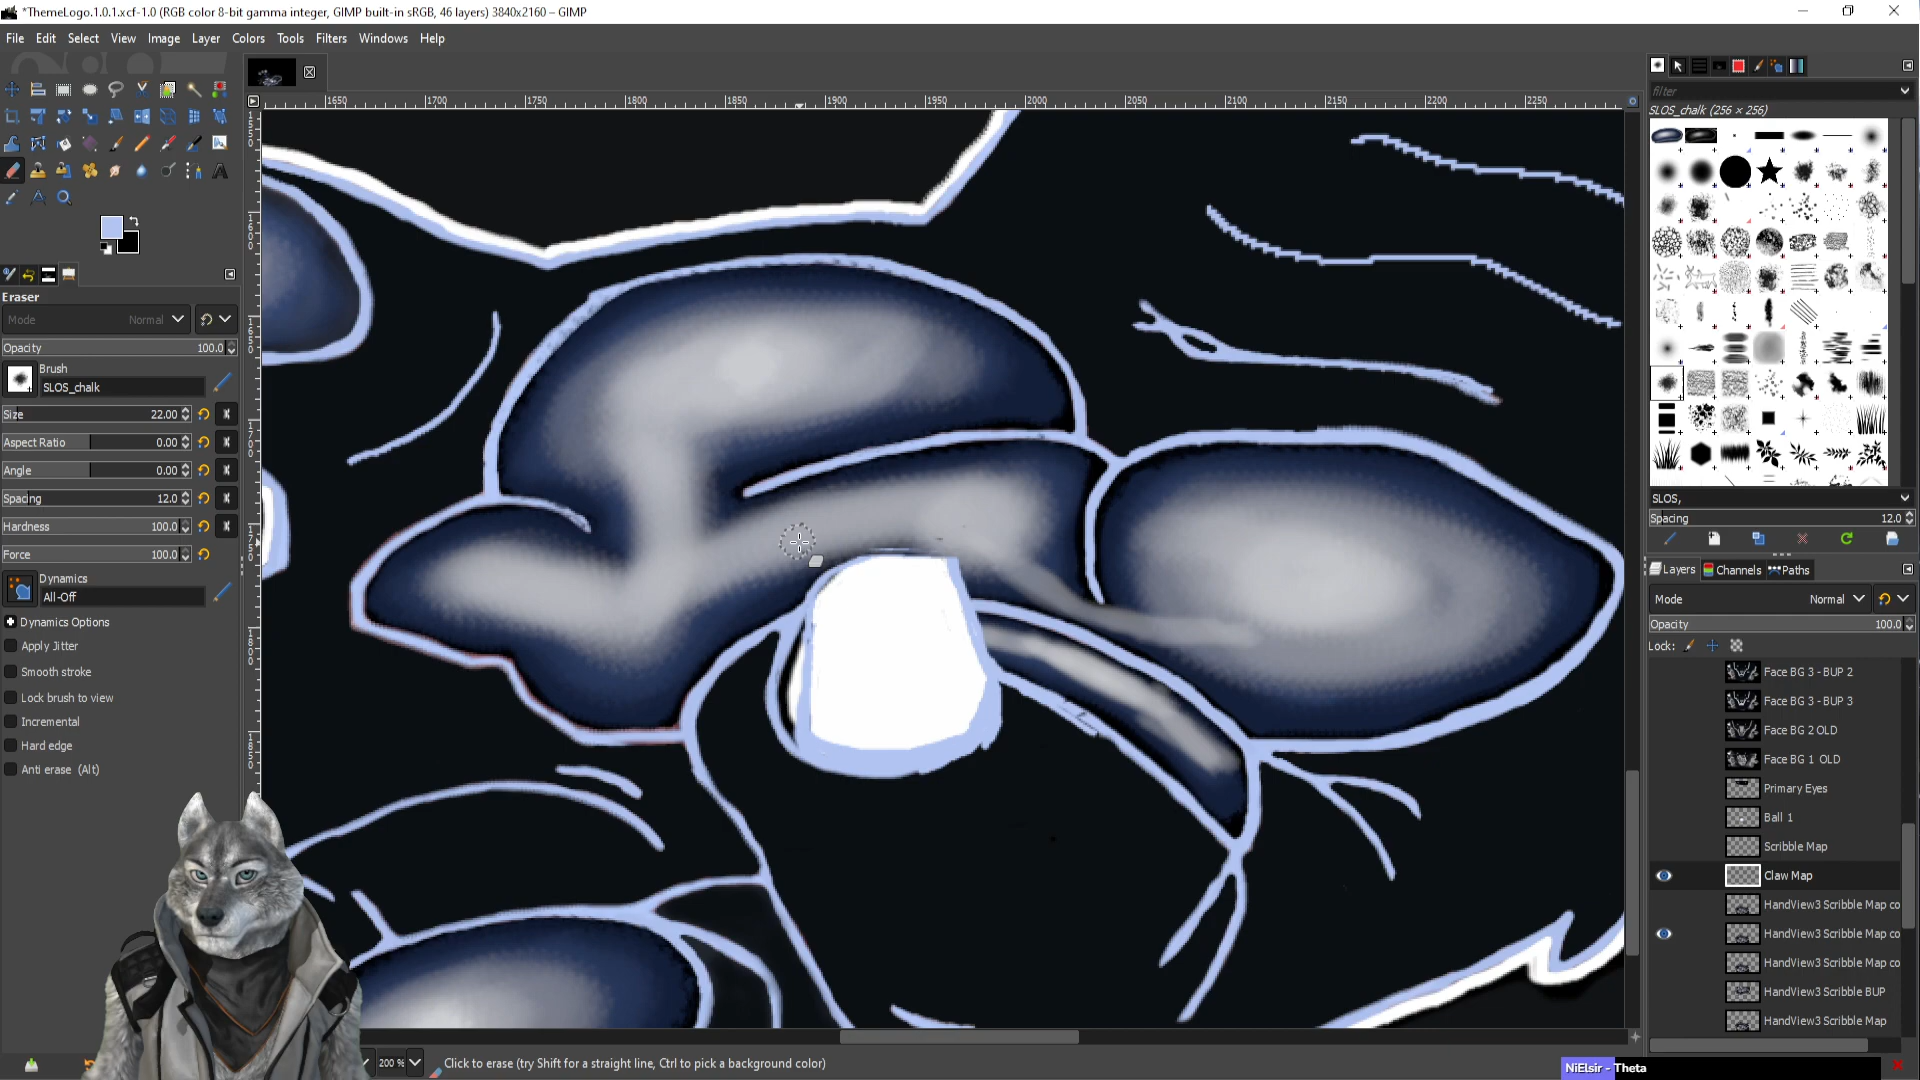 *ThemeLogo.1.0.1.xcf-1.0 (RGB color 8-bit gamma integer, GIMP built-in sRGB, 46 layers) 3840x2160 – GIMP
File Edit Select View Image Layer Colors Tools Filters Windows Help
1650 1700 1750 1800 1850 1900 1950 2000 2050 2100 2150 2200 2250
filter
SLOS_chalk (256 × 256)
Eraser
Mode Normal
Opacity 100.0
Brush
SLOS_chalk
Size 22.00
Aspect Ratio 0.00
Angle 0.00
Spacing 12.0
Hardness 100.0
Force 100.0
Dynamics
All-Off
Dynamics Options
Apply Jitter
Smooth stroke
Lock brush to view
Incremental
Hard edge
Anti erase (Alt)
SLOS,
Spacing 12.0
Layers Channels Paths
Mode Normal
Opacity 100.0
Lock:
Face BG 3 - BUP 2
Face BG 3 - BUP 3
Face BG 2 OLD
Face BG 1 OLD
Primary Eyes
Ball 1
Scribble Map
Claw Map
HandView3 Scribble Map co
HandView3 Scribble Map co
HandView3 Scribble Map co
HandView3 Scribble BUP
HandView3 Scribble Map
200 % Click to erase (try Shift for a straight line, Ctrl to pick a background color)
NiElsir - Theta